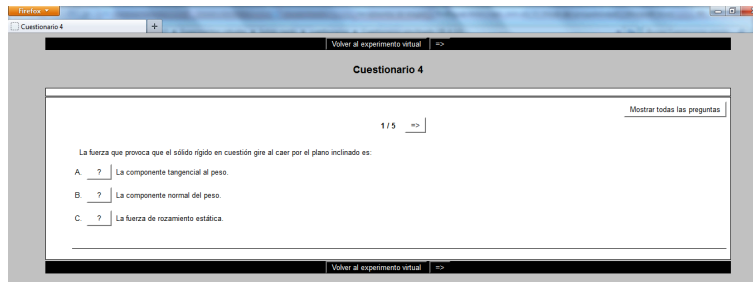 Firefox
Cuestionario 4
+
Volver al experimento virtual =>
Cuestionario 4
Mostrar todas las preguntas
1 / 5 =>
La fuerza que provoca que el sólido rígido en cuestión gire al caer por el plano inclinado es:
A. ? La componente tangencial al peso.
B. ? La componente normal del peso.
C. ? La fuerza de rozamiento estática.
Volver al experimento virtual =>